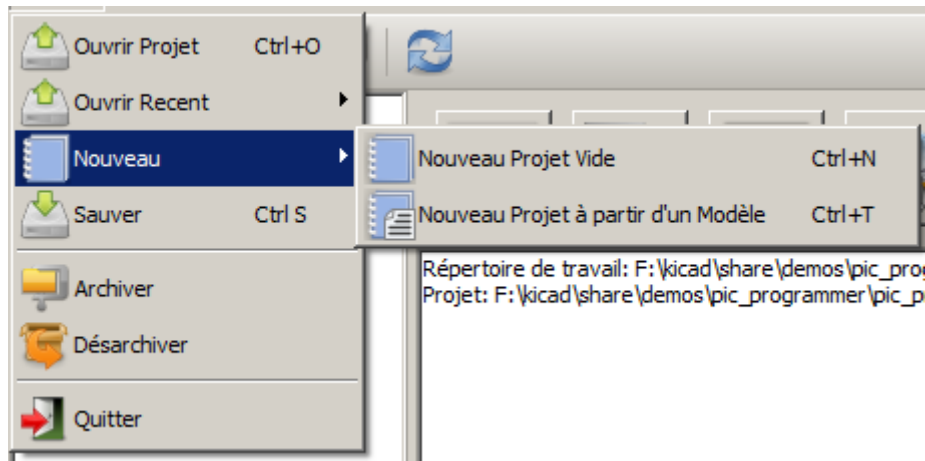 Ouvrir Projet Ctrl+O
Ouvrir Recent
Nouveau
Nouveau Projet Vide Ctrl+N
Sauver Ctrl S
Nouveau Projet à partir d'un Modèle Ctrl+T
Répertoire de travail: F:\kicad\share\demos\pic_prog
Projet: F:\kicad\share\demos\pic_programmer\pic_p
Archiver
Désarchiver
Quitter